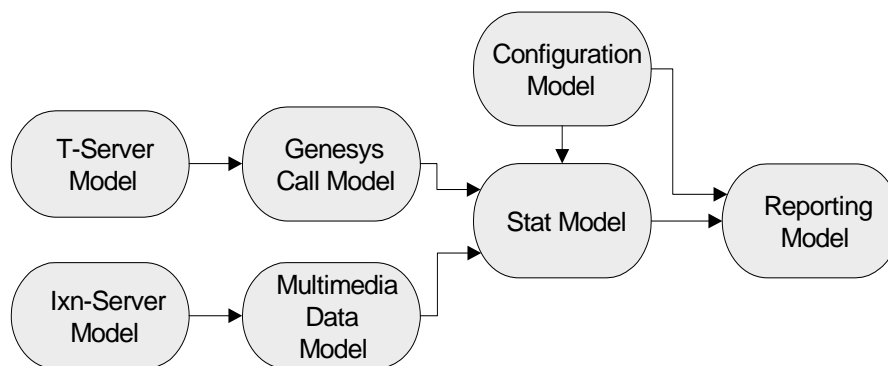 Configuration
Model
T-Server
Model
Genesys
Call Model
Stat Model
Reporting
Model
Ixn-Server
Model
Multimedia
Data
Model